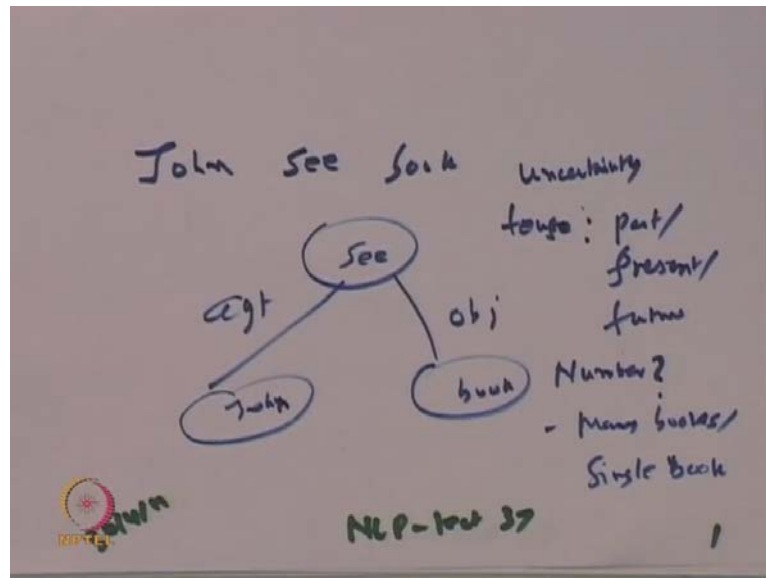 John see book uncertainty
tense: past/
present/
future
see
agt obj
John book
Number?
- Many books/
Single Book
NPTEL
NLP-lect 37
1